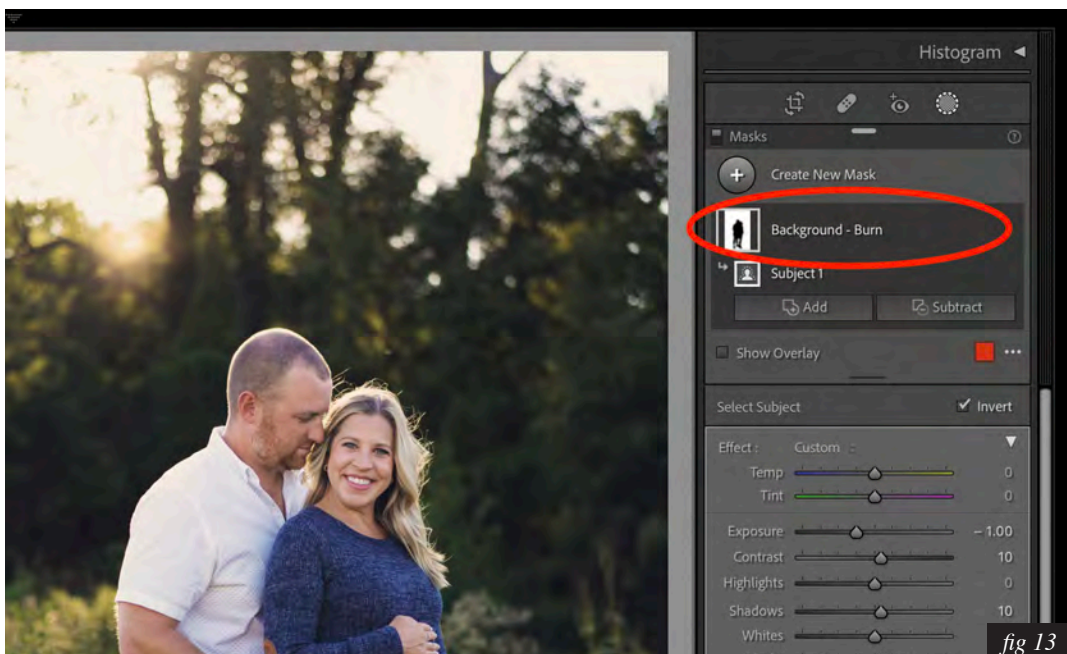 Histogram
Masks
Create New Mask
Background - Burn
Subject 1
Add Subtract
Show Overlay
Select Subject Invert
Effect : Custom
Temp 0
Tint 0
Exposure – 1.00
Contrast 10
Highlights 0
Shadows 10
Whites
fig 13